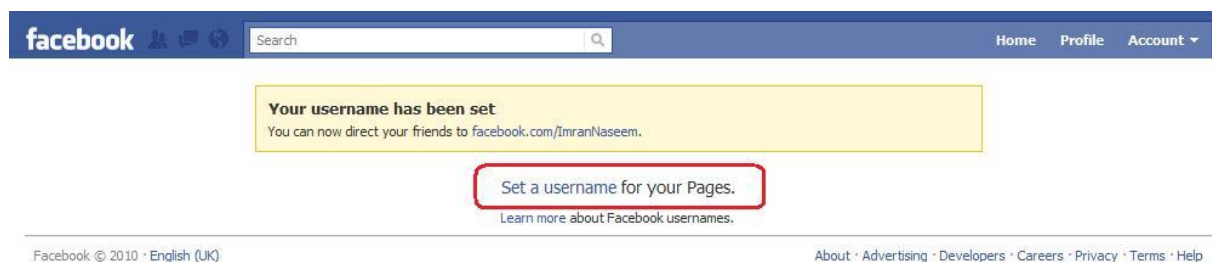 facebook Search Home Profile Account
Your username has been set
You can now direct your friends to facebook.com/ImranNaseem.
Set a username for your Pages.
Learn more about Facebook usernames.
Facebook © 2010 · English (UK) About · Advertising · Developers · Careers · Privacy · Terms · Help